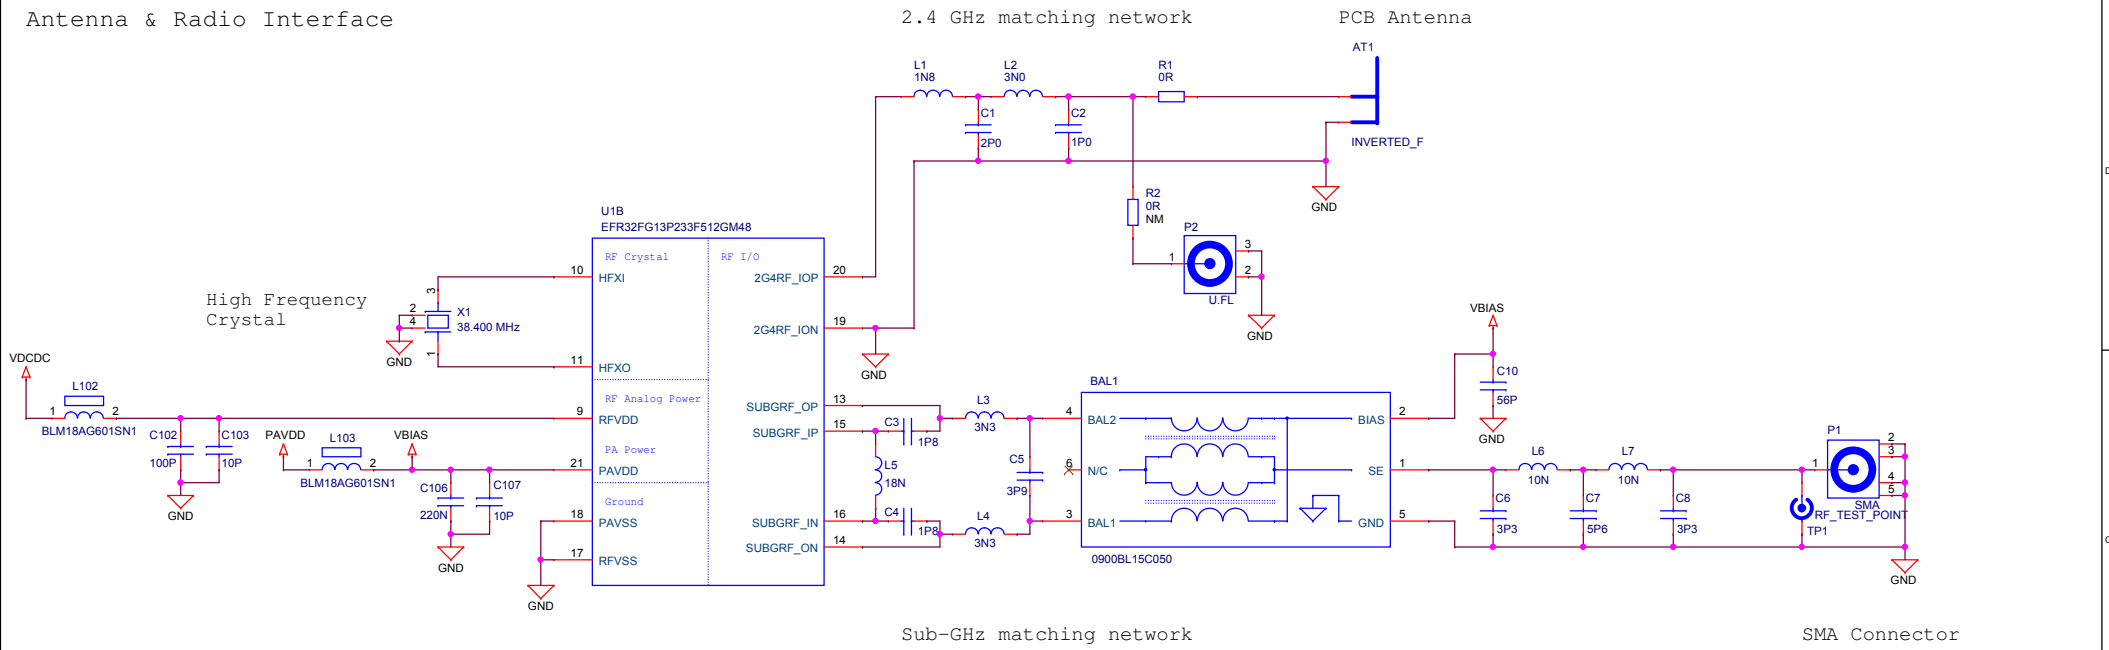 Antenna & Radio Interface
2.4 GHz matching network
PCB Antenna
AT1
L1
1N8
L2
3N0
R1
0R
C1
2P0
C2
1P0
INVERTED_F
GND
R2
0R
NM
P2
1
3
2
U.FL
GND
U1B
EFR32FG13P233F512GM48
RF Crystal
RF I/O
10
HFXI
2G4RF_IOP
20
High Frequency
Crystal
3
2
4
X1
38.400 MHz
1
GND
2G4RF_ION
19
GND
11
HFXO
VDCDC
L102
1
2
BLM18AG601SN1
C102
100P
C103
10P
GND
9
RFVDD
RF Analog Power
PAVDD
L103
1
2
BLM18AG601SN1
VBIAS
PA Power
21
PAVDD
C106
220N
C107
10P
GND
Ground
18
PAVSS
17
RFVSS
GND
SUBGRF_OP
13
SUBGRF_IP
15
SUBGRF_IN
16
SUBGRF_ON
14
C3
1P8
L5
18N
C4
1P8
L3
3N3
L4
3N3
C5
3P9
BAL1
4
BAL2
6
N/C
3
BAL1
BIAS
2
SE
1
GND
5
0900BL15C050
VBIAS
C10
56P
GND
L6
10N
L7
10N
C6
3P3
C7
5P6
C8
3P3
P1
1
2
3
4
5
SMA
RF_TEST_POINT
TP1
GND
Sub-GHz matching network
SMA Connector